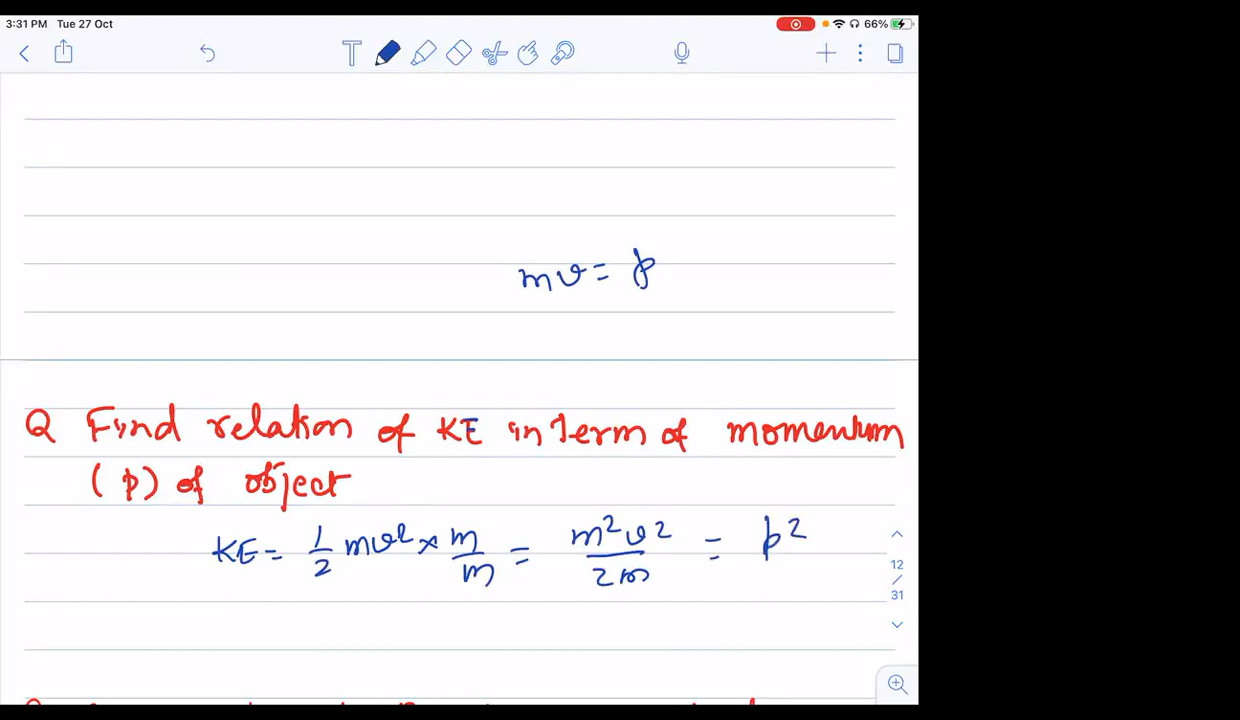 3:31 PM Tue 27 Oct
66%
T
mv = p
Q Find relation of KE in term of momentum
(p) of object
KE = 1/2 mv² × m/m = m²v²/2m = p²
12
/
31